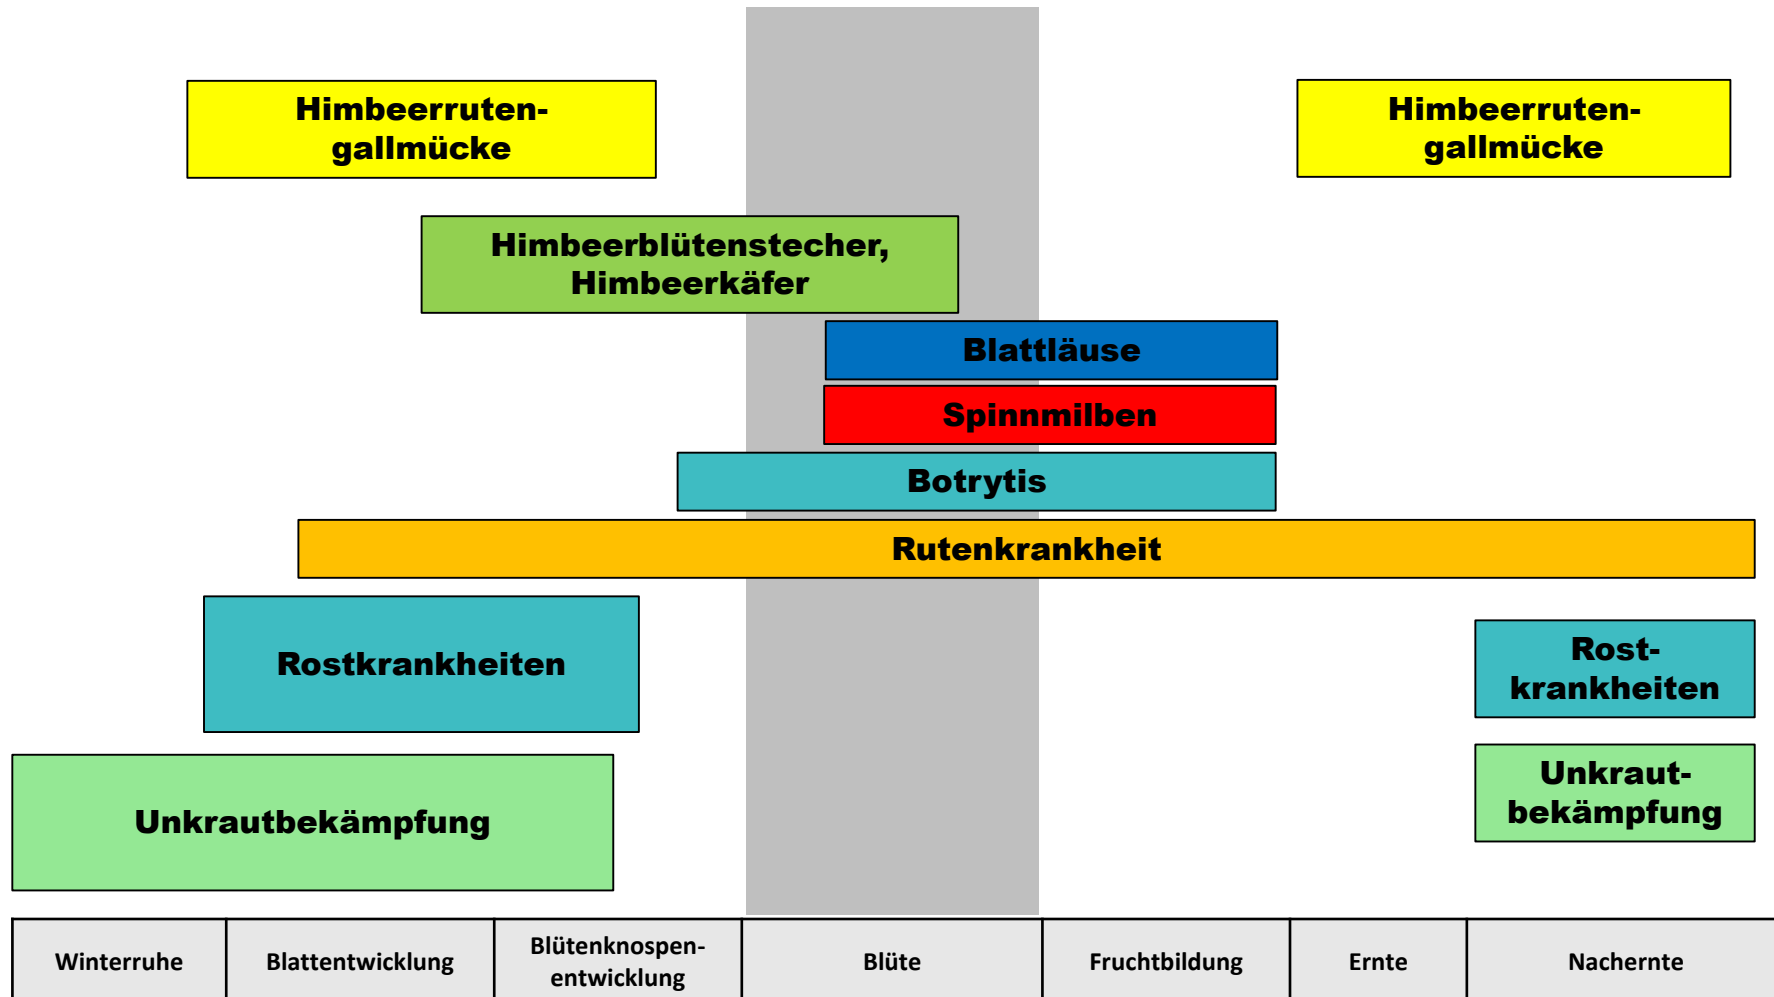 Himbeerruten-
gallmücke
Himbeerruten-
gallmücke
Himbeerblütenstecher,
Himbeerkäfer
Blattläuse
Spinnmilben
Botrytis
Rutenkrankheit
Rostkrankheiten
Rost-
krankheiten
Unkrautbekämpfung
Unkraut-
bekämpfung
Winterruhe
Blattentwicklung
Blütenknospen-
entwicklung
Blüte
Fruchtbildung
Ernte
Nachernte